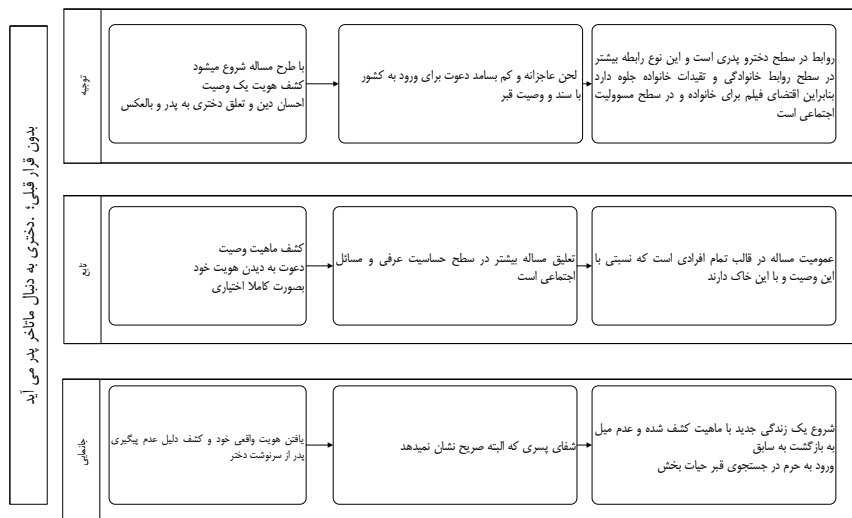 بدون قرار قبلی؛ .دختری به دنبال ماتاخر پدر می آید
توجیه
با طرح مساله شروع میشود
کشف هویت یک وصیت
احسان دین و تعلق دختری به پدر و بالعکس
لحن عاجزانه و کم بسامد دعوت برای ورود به کشور
با سند و وصیت قبر
روابط در سطح دخترو پدری است و این نوع رابطه بیشتر
در سطح روابط خانوادگی و تقیدات خانواده جلوه دارد
بنابراین اقتضای فیلم برای خانواده و در سطح مسوولیت
اجتماعی است
تابع
کشف ماهیت وصیت
دعوت به دیدن هویت خود
بصورت کاملا اختیاری
تعلیق مساله بیشتر در سطح حساسیت عرفی و مسائل
اجتماعی است
عمومیت مساله در قالب تمام افرادی است که نسبتی با
این وصیت و با این خاک دارند
جانمایی
یافتن هویت واقعی خود و کشف دلیل عدم پیگیری
پدر از سرنوشت دختر
شفای پسری که البته صریح نشان نمیدهد
شروع یک زندگی جدید با ماهیت کشف شده و عدم میل
به بازگشت به سابق
ورود به حرم در جستجوی قبر حیات بخش